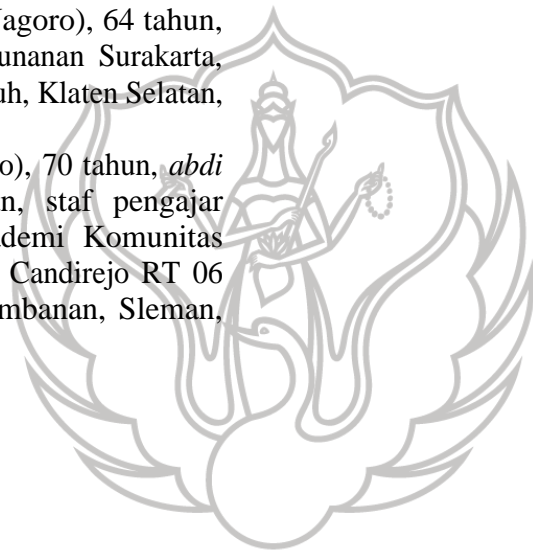 agoro), 64 tahun,
unanan Surakarta,
uh, Klaten Selatan,
o), 70 tahun, abdi
n, staf pengajar
demi Komunitas
Candirejo RT 06
mbanan, Sleman,